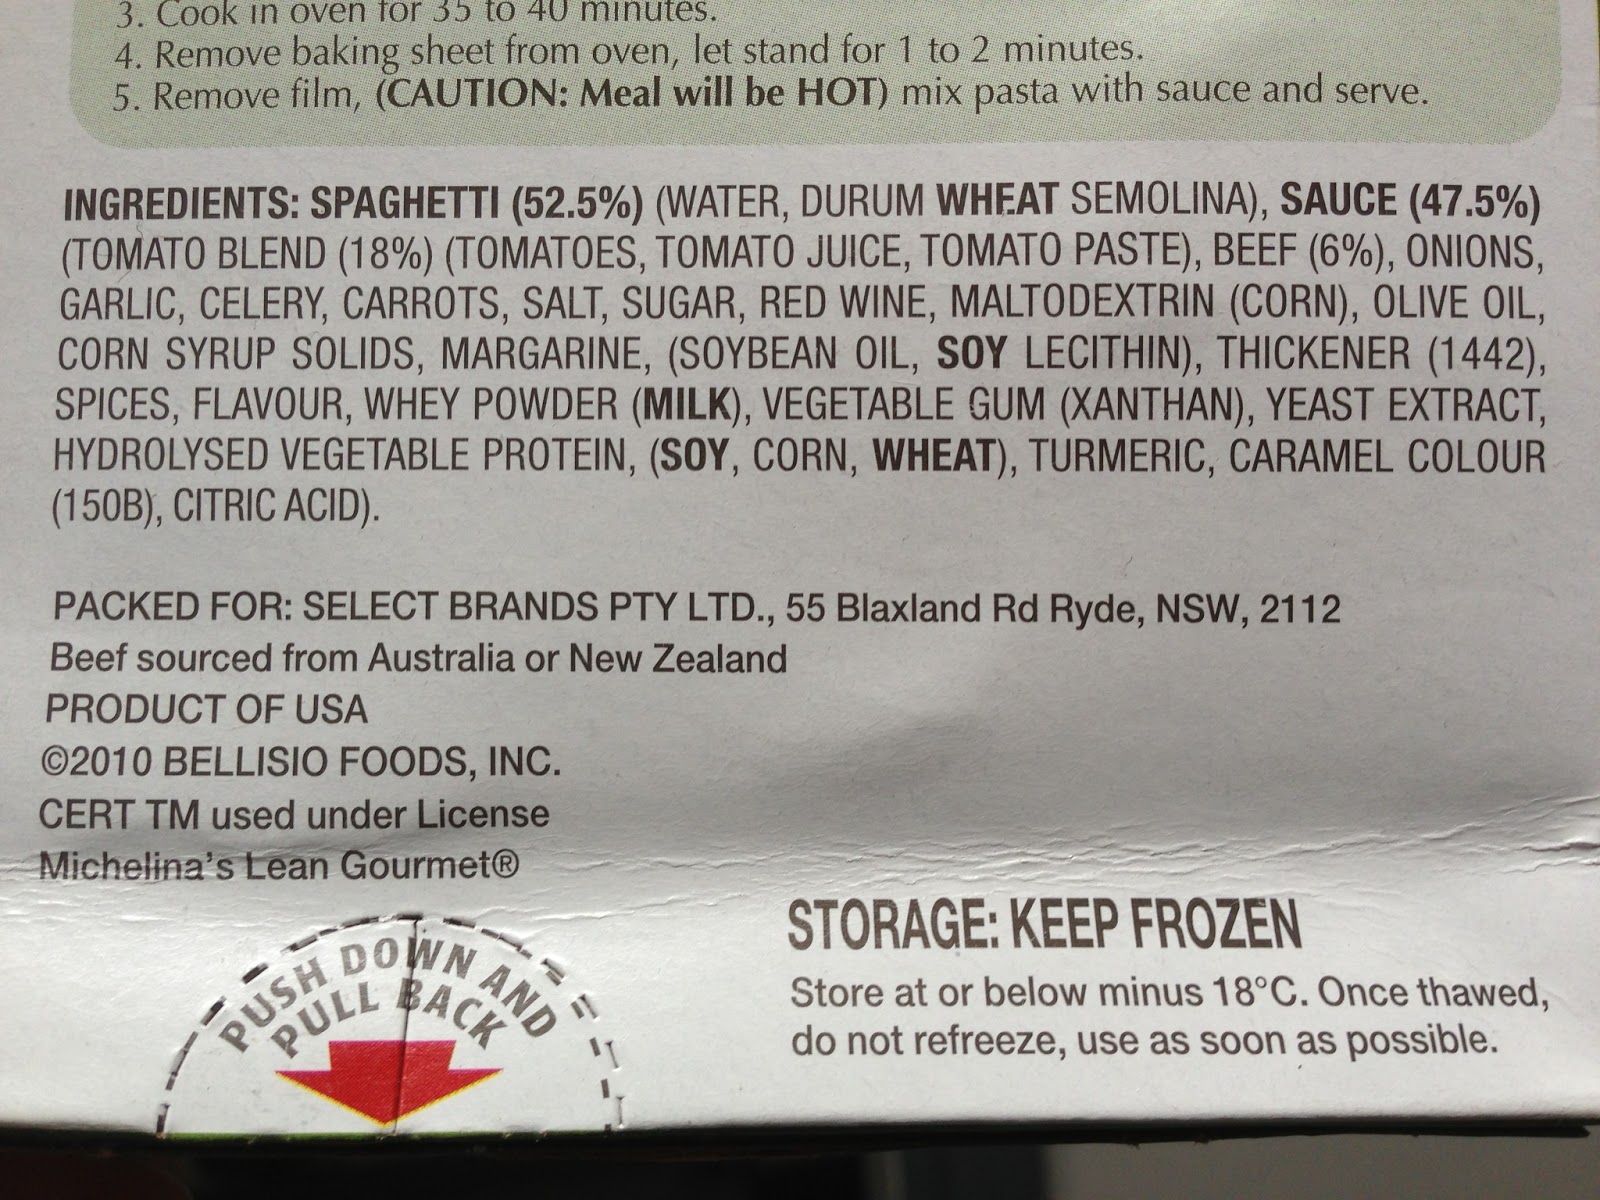 3. Cook in oven for 35 to 40 minutes.
4. Remove baking sheet from oven, let stand for 1 to 2 minutes.
5. Remove film, (CAUTION: Meal will be HOT) mix pasta with sauce and serve.
INGREDIENTS: SPAGHETTI (52.5%) (WATER, DURUM WHEAT SEMOLINA), SAUCE (47.5%)
(TOMATO BLEND (18%) (TOMATOES, TOMATO JUICE, TOMATO PASTE), BEEF (6%), ONIONS,
GARLIC, CELERY, CARROTS, SALT, SUGAR, RED WINE, MALTODEXTRIN (CORN), OLIVE OIL,
CORN SYRUP SOLIDS, MARGARINE, (SOYBEAN OIL, SOY LECITHIN), THICKENER (1442),
SPICES, FLAVOUR, WHEY POWDER (MILK), VEGETABLE GUM (XANTHAN), YEAST EXTRACT,
HYDROLYSED VEGETABLE PROTEIN, (SOY, CORN, WHEAT), TURMERIC, CARAMEL COLOUR
(150B), CITRIC ACID).
PACKED FOR: SELECT BRANDS PTY LTD., 55 Blaxland Rd Ryde, NSW, 2112
Beef sourced from Australia or New Zealand
PRODUCT OF USA
©2010 BELLISIO FOODS, INC.
CERT TM used under License
Michelina's Lean Gourmet®
PUSH DOWN AND
PULL BACK
STORAGE: KEEP FROZEN
Store at or below minus 18°C. Once thawed,
do not refreeze, use as soon as possible.